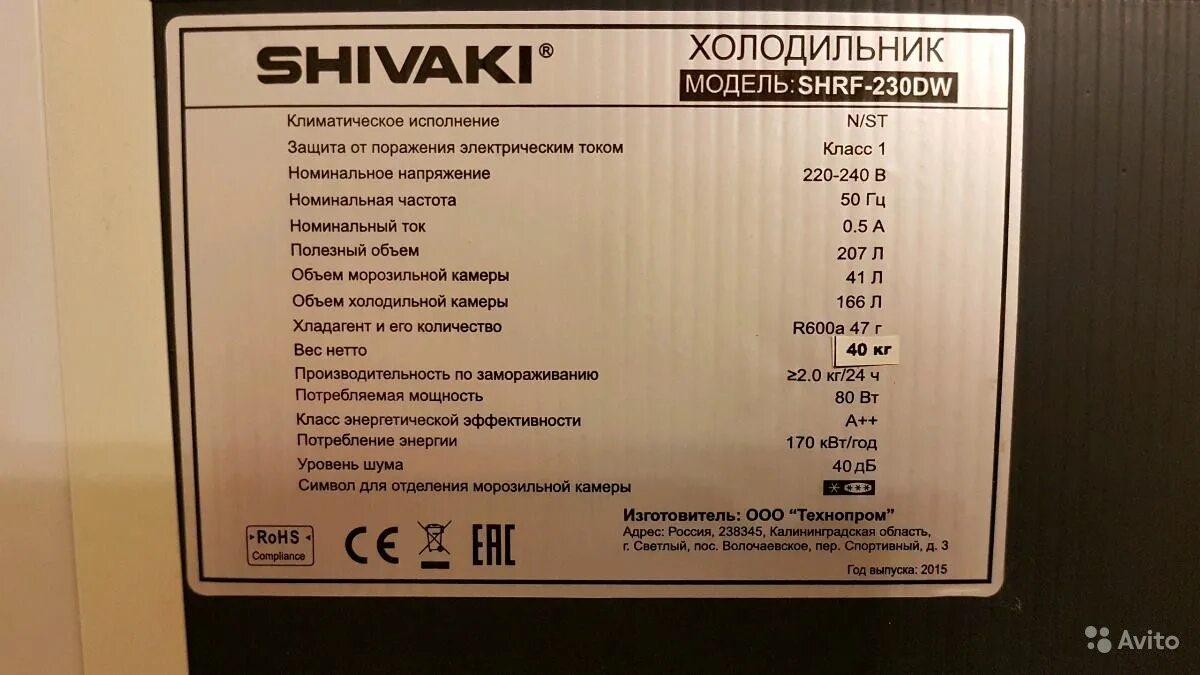 SHIVAKI®
ХОЛОДИЛЬНИК
МОДЕЛЬ: SHRF-230DW
Климатическое исполнение N/ST
Защита от поражения электрическим током Класс 1
Номинальное напряжение 220-240 В
Номинальная частота 50 Гц
Номинальный ток 0.5 А
Полезный объем 207 Л
Объем морозильной камеры 41 Л
Объем холодильной камеры 166 Л
Хладагент и его количество R600a 47 г
Вес нетто 40 кг
Производительность по замораживанию ≥2.0 кг/24 ч
Потребляемая мощность 80 Вт
Класс энергетической эффективности A++
Потребление энергии 170 кВт/год
Уровень шума 40 дБ
Символ для отделения морозильной камеры
Изготовитель: ООО “Технопром”
Адрес: Россия, 238345, Калининградская область,
г. Светлый, пос. Волочаевское, пер. Спортивный, д. 3
Год выпуска: 2015
RoHS
Compliance
CE
EAC
Avito